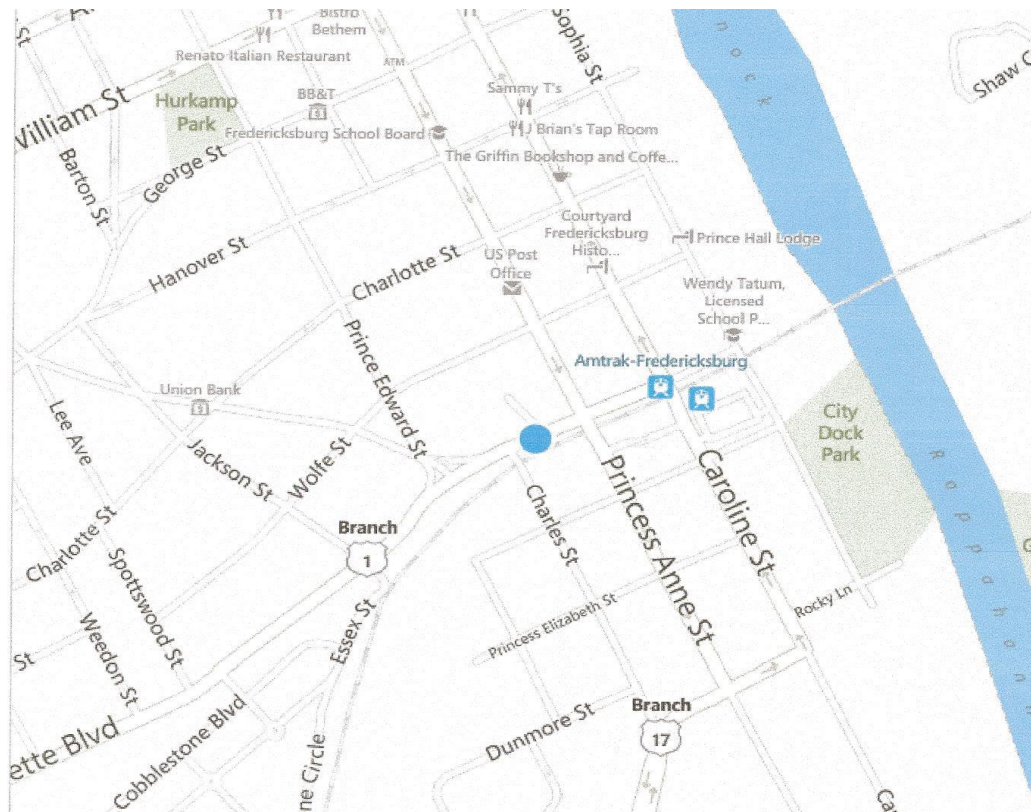 Bistro
Bethem
Renato Italian Restaurant
ATM
Sophia St
nock
Shaw
William St
Hurkamp
Park
BB&T
Sammy T's
Fredericksburg School Board
J Brian's Tap Room
The Griffin Bookshop and Coffe...
Barton St
George St
Hanover St
Charlotte St
US Post
Office
Courtyard
Fredericksburg
Histo...
Prince Hall Lodge
Wendy Tatum,
Licensed
School P...
Amtrak-Fredericksburg
Prince Edward St
Union Bank
Lee Ave
Jackson St
Wolfe St
City
Dock
Park
Charles St
Princess Anne St
Caroline St
Rappahann
Branch
1
Charlotte St
Spottswood St
Weedon St
St
Essex St
Princess Elizabeth St
Rocky Ln
Branch
17
Dunmore St
ette Blvd
Cobblestone Blvd
ne Circle
Ca